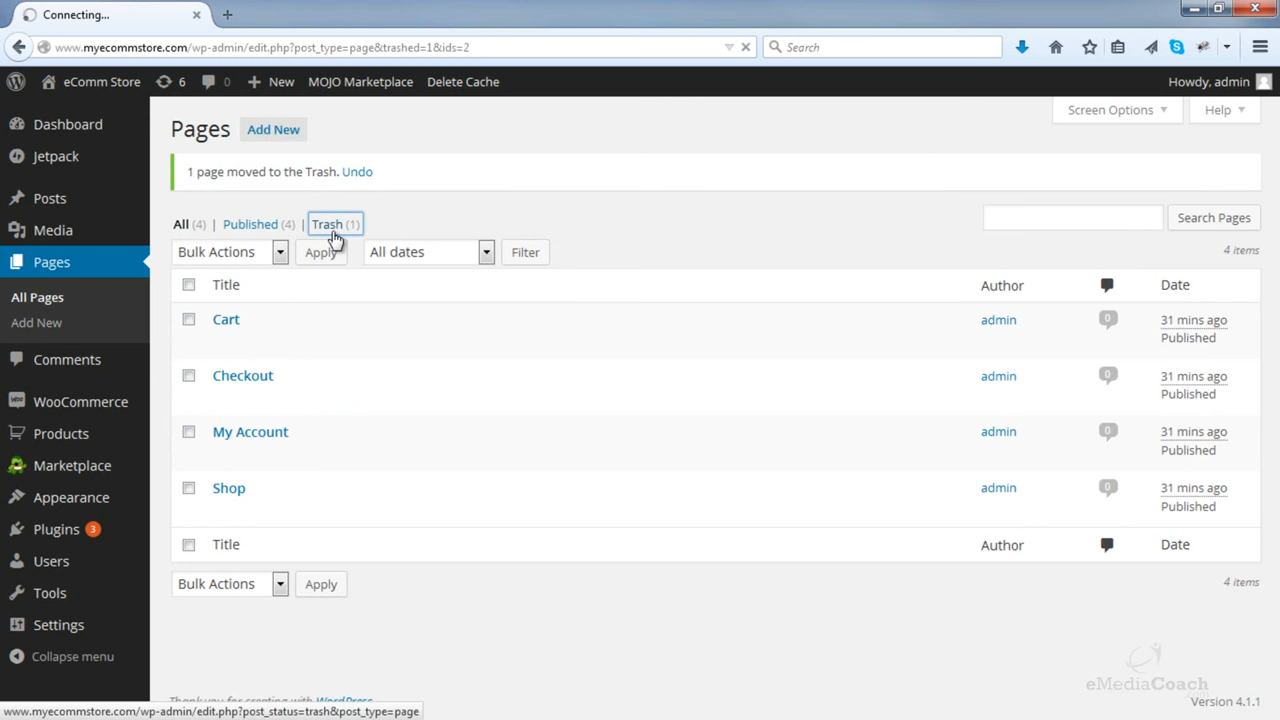 Connecting...
www.myecommstore.com/wp-admin/edit.php?post_type=page&trashed=1&ids=2
Search
eComm Store 6 0 New MOJO Marketplace Delete Cache Howdy, admin
Screen Options Help
Dashboard
Jetpack
Posts
Media
Pages
All Pages
Add New
Comments
WooCommerce
Products
Marketplace
Appearance
Plugins 3
Users
Tools
Settings
Collapse menu
Pages Add New
1 page moved to the Trash. Undo
All (4) | Published (4) | Trash (1)
Search Pages
Bulk Actions Apply All dates Filter 4 items
Title Author Date
Cart admin 0 31 mins ago
Published
Checkout admin 0 31 mins ago
Published
My Account admin 0 31 mins ago
Published
Shop admin 0 31 mins ago
Published
Title Author Date
Bulk Actions Apply 4 items
eMediaCoach
.com
Thank you for creating with WordPress
Version 4.1.1
www.myecommstore.com/wp-admin/edit.php?post_status=trash&post_type=page